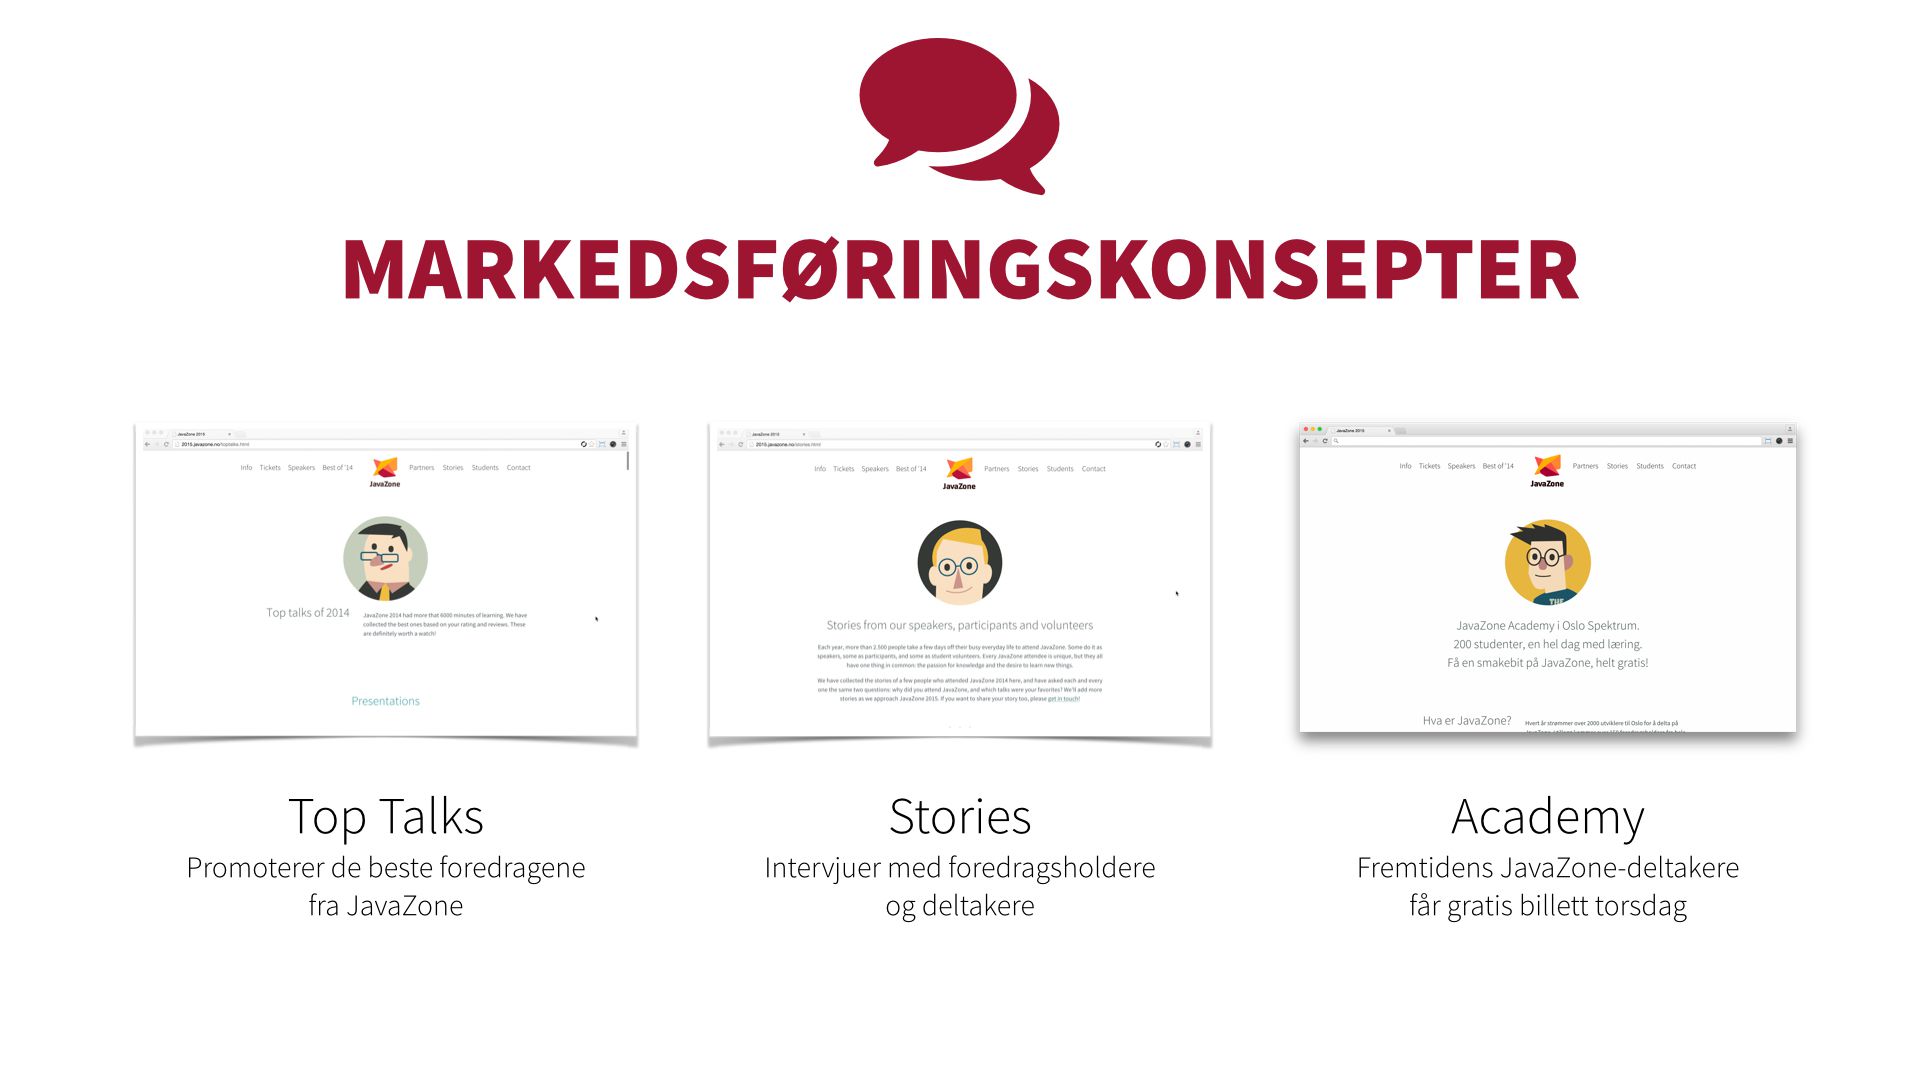 MARKEDSFØRINGSKONSEPTER
JavaZone 2015
2015.javazone.no/toptalks.html
Info Tickets Speakers Best of '14 JavaZone Partners Stories Students Contact
Top talks of 2014
JavaZone 2014 had more that 6000 minutes of learning. We have
collected the best ones based on your rating and reviews. These
are definitely worth a watch!
Presentations
Top Talks
Promoterer de beste foredragene
fra JavaZone
JavaZone 2015
2015.javazone.no/stories.html
Info Tickets Speakers Best of '14 JavaZone Partners Stories Students Contact
Stories from our speakers, participants and volunteers
Each year, more than 2.500 people take a few days off their busy everyday life to attend JavaZone. Some do it as
speakers, some as participants, and some as student volunteers. Every JavaZone attendee is unique, but they all
have one thing in common: the passion for knowledge and the desire to learn new things.
We have collected the stories of a few people who attended JavaZone 2014 here, and have asked each and every
one the same two questions: why did you attend JavaZone, and which talks were your favorites? We'll add more
stories as we approach JavaZone 2015. If you want to share your story too, please get in touch!
Stories
Intervjuer med foredragsholdere
og deltakere
JavaZone 2015
Info Tickets Speakers Best of '14 JavaZone Partners Stories Students Contact
THE
JavaZone Academy i Oslo Spektrum.
200 studenter, en hel dag med læring.
Få en smakebit på JavaZone, helt gratis!
Hva er JavaZone?
Hvert år strømmer over 2000 utviklere til Oslo for å delta på
Academy
Fremtidens JavaZone-deltakere
får gratis billett torsdag